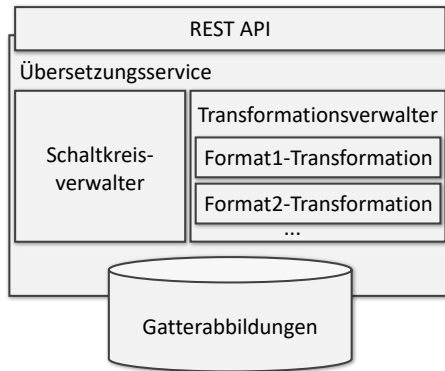 REST API
Übersetzungsservice
Schaltkreis-
verwalter
Transformationsverwalter
Format1-Transformation
Format2-Transformation
...
Gatterabbildungen